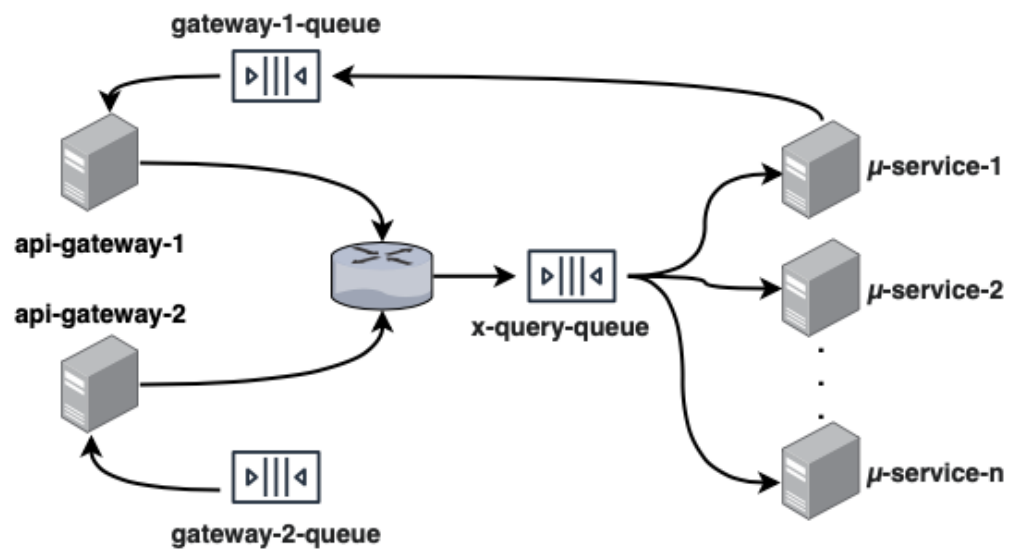 gateway-1-queue
μ-service-1
api-gateway-1
api-gateway-2
μ-service-2
x-query-queue
μ-service-n
gateway-2-queue